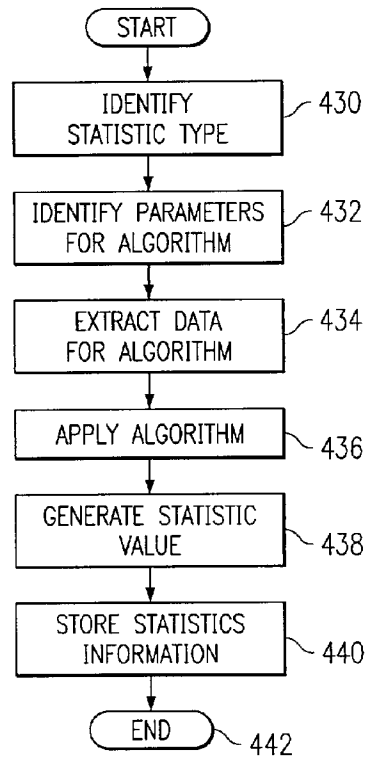 START
IDENTIFY
STATISTIC TYPE
430
IDENTIFY PARAMETERS
FOR ALGORITHM
432
EXTRACT DATA
FOR ALGORITHM
434
APPLY ALGORITHM
436
GENERATE STATISTIC
VALUE
438
STORE STATISTICS
INFORMATION
440
END
442